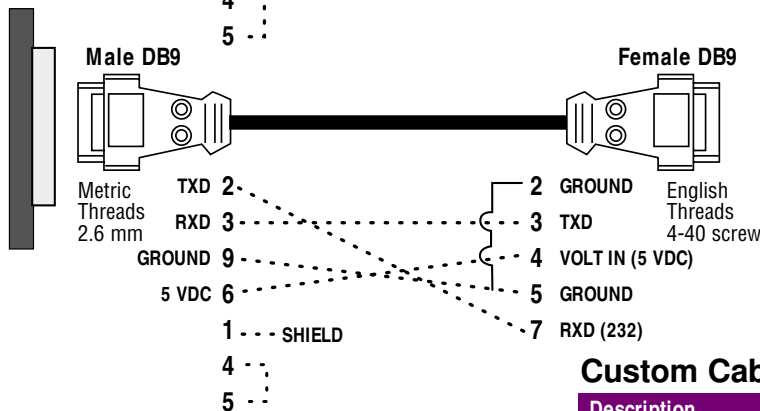 4
5
Male DB9
Female DB9
Metric
Threads
2.6 mm
TXD 2
RXD 3
GROUND 9
5 VDC 6
1 SHIELD
4
5
2 GROUND
3 TXD
4 VOLT IN (5 VDC)
5 GROUND
7 RXD (232)
English
Threads
4-40 screw
Custom Cab
Description